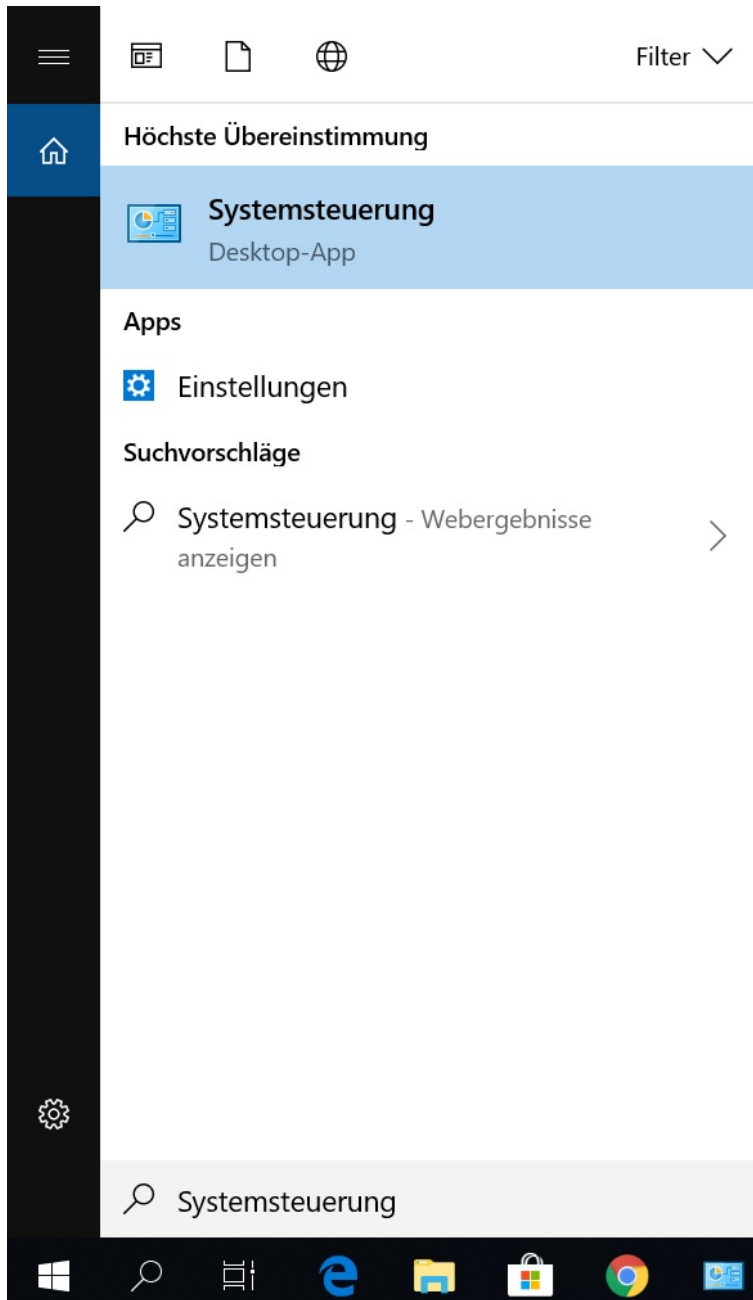 Filter
Höchste Übereinstimmung
Systemsteuerung
Desktop-App
Apps
Einstellungen
Suchvorschläge
Systemsteuerung - Webergebnisse
anzeigen
Systemsteuerung